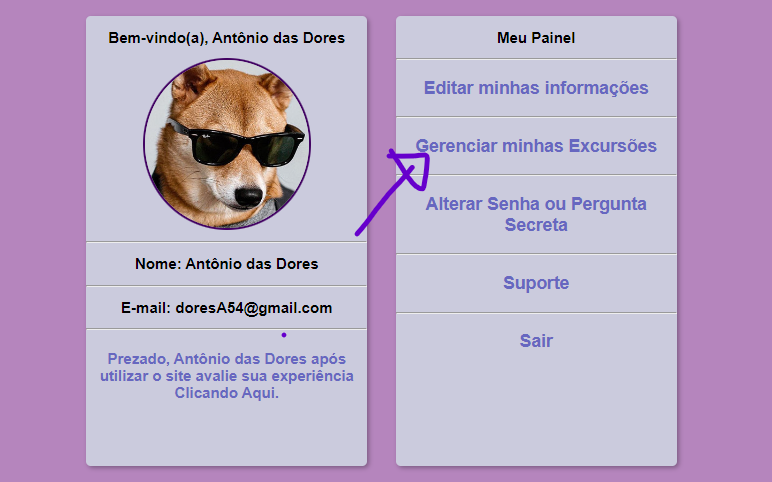 Bem-vindo(a), Antônio das Dores
Nome: Antônio das Dores
E-mail: doresA54@gmail.com
Prezado, Antônio das Dores após
utilizar o site avalie sua experiência
Clicando Aqui.
Meu Painel
Editar minhas informações
Gerenciar minhas Excursões
Alterar Senha ou Pergunta
Secreta
Suporte
Sair